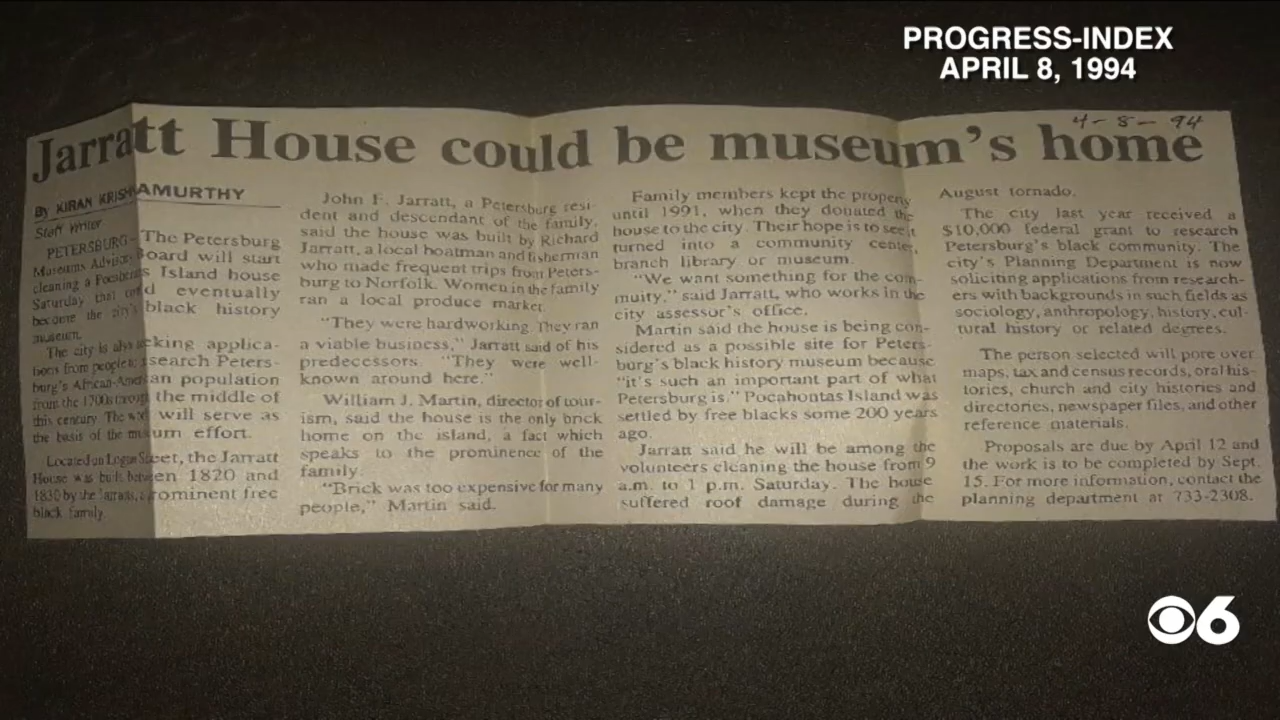 PROGRESS-INDEX
APRIL 8, 1994
4-8-94
Jarratt House could be museum's home
By KIRAN KRISHNAMURTHY
Staff Writer
PETERSBURG- The Petersburg
Museums Advisory Board will start
cleaning a Pocahontas Island house
Saturday that could eventually
become the city's black history
museum.
The city is also seeking applica-
tions from people to research Peters-
burg's African-American population
from the 1700s through the middle of
this century. The work will serve as
the basis of the museum effort.
Located on Logan Street, the Jarratt
House was built between 1820 and
1830 by the Jarratts, a prominent free
black family.
John F. Jarratt, a Petersburg resi-
dent and descendant of the family,
said the house was built by Richard
Jarratt, a local boatman and fisherman
who made frequent trips from Peters-
burg to Norfolk. Women in the family
ran a local produce market.
"They were hardworking. They ran
a viable business," Jarratt said of his
predecessors. "They were well-
known around here."
William J. Martin, director of tour-
ism, said the house is the only brick
home on the island, a fact which
speaks to the prominence of the
family.
"Brick was too expensive for many
people," Martin said.
Family members kept the property
until 1991, when they donated the
house to the city. Their hope is to see it
turned into a community center,
branch library or museum.
"We want something for the com-
muity," said Jarratt, who works in the
city assessor's office.
Martin said the house is being con-
sidered as a possible site for Peters-
burg's black history museum because
"it's such an important part of what
Petersburg is." Pocahontas Island was
settled by free blacks some 200 years
ago.
Jarratt said he will be among the
volunteers cleaning the house from 9
a.m. to 1 p.m. Saturday. The house
suffered roof damage during the
August tornado.
The city last year received a
$10,000 federal grant to research
Petersburg's black community. The
city's Planning Department is now
soliciting applications from research-
ers with backgrounds in such fields as
sociology, anthropology, history, cul-
tural history or related degrees.
The person selected will pore over
maps, tax and census records, oral his-
tories, church and city histories and
directories, newspaper files, and other
reference materials.
Proposals are due by April 12 and
the work is to be completed by Sept.
15. For more information, contact the
planning department at 733-2308.
6